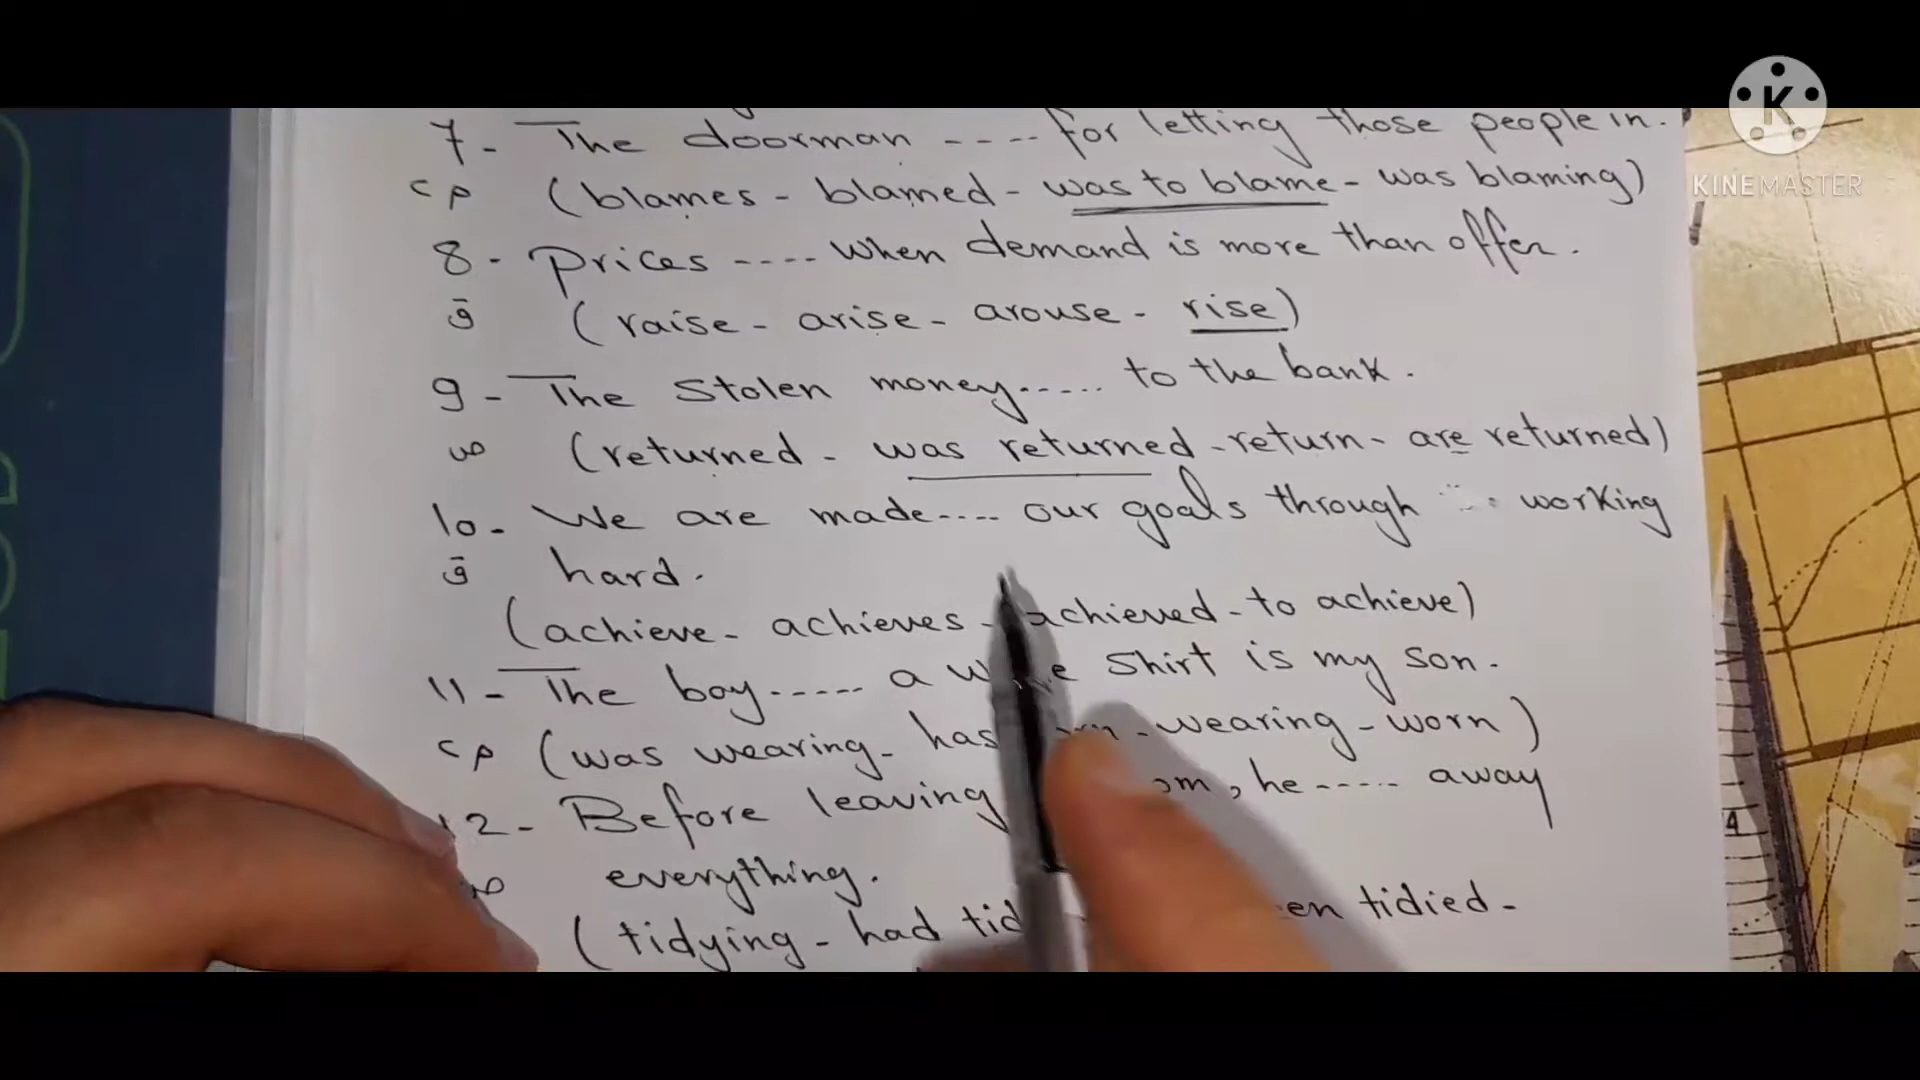 7- The doorman ---- for letting those people in.
(blames - blamed - was to blame - was blaming)
K
KINEMASTER
8- Prices ---- when demand is more than offer.
(raise - arise - arouse - rise)
9- The stolen money ..... to the bank.
(returned - was returned - return - are returned)
10- We are made .... our goals through working
hard.
(achieve - achieves - achieved - to achieve)
11- The boy ----- a shirt is my son.
(was wearing - has - wearing - worn)
12- Before leaving , he ----- away
everything.
(tidying - had tidied -
4